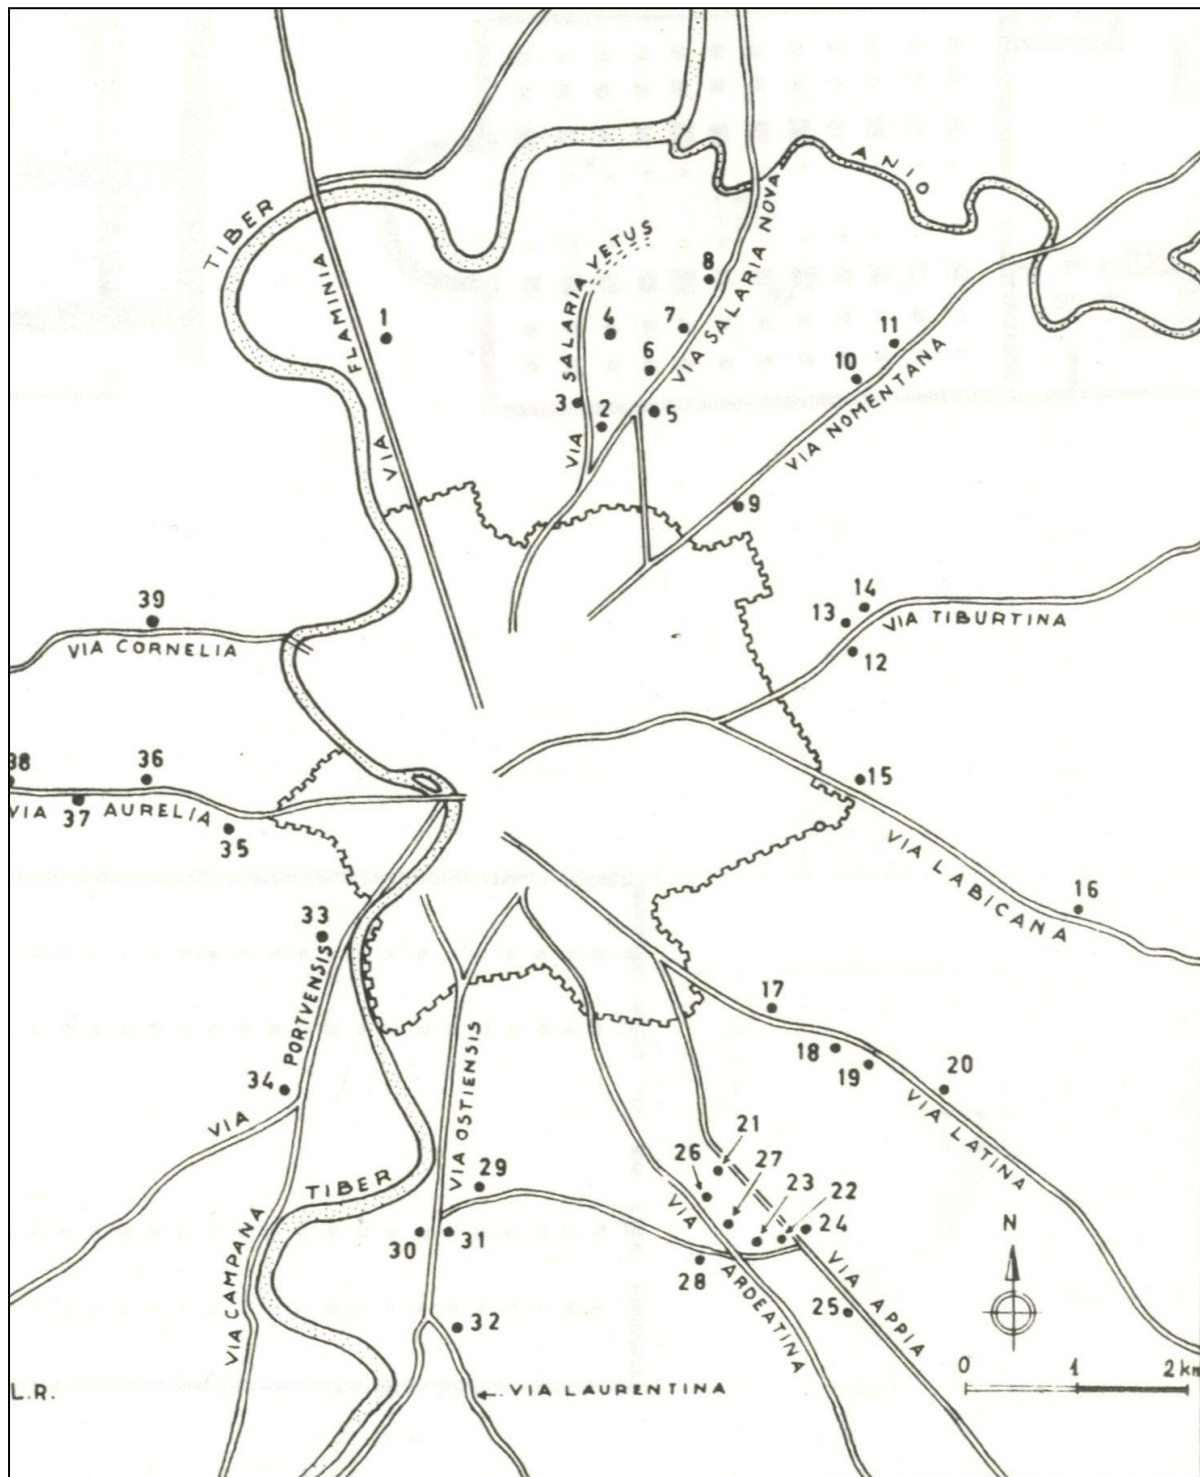 TIBER
VIA FLAMINIA
ANIO
VIA SALARIA VETUS
VIA SALARIA NOVA
8
1
4
7
6
11
10
3
2
5
VIA NOMENTANA
9
39
VIA CORNELIA
14
13
VIA TIBURTINA
12
38
36
15
VIA AURELIA
37
35
VIA LABICANA
16
33
VIA PORTVENSIS
17
18
19
20
34
VIA OSTIENSIS
VIA LATINA
21
26
27
29
TIBER
23
22
24
N
30
31
28
VIA ARDEATINA
VIA APPIA
25
VIA CAMPANA
32
0 1 2 km
L.R.
← VIA LAURENTINA